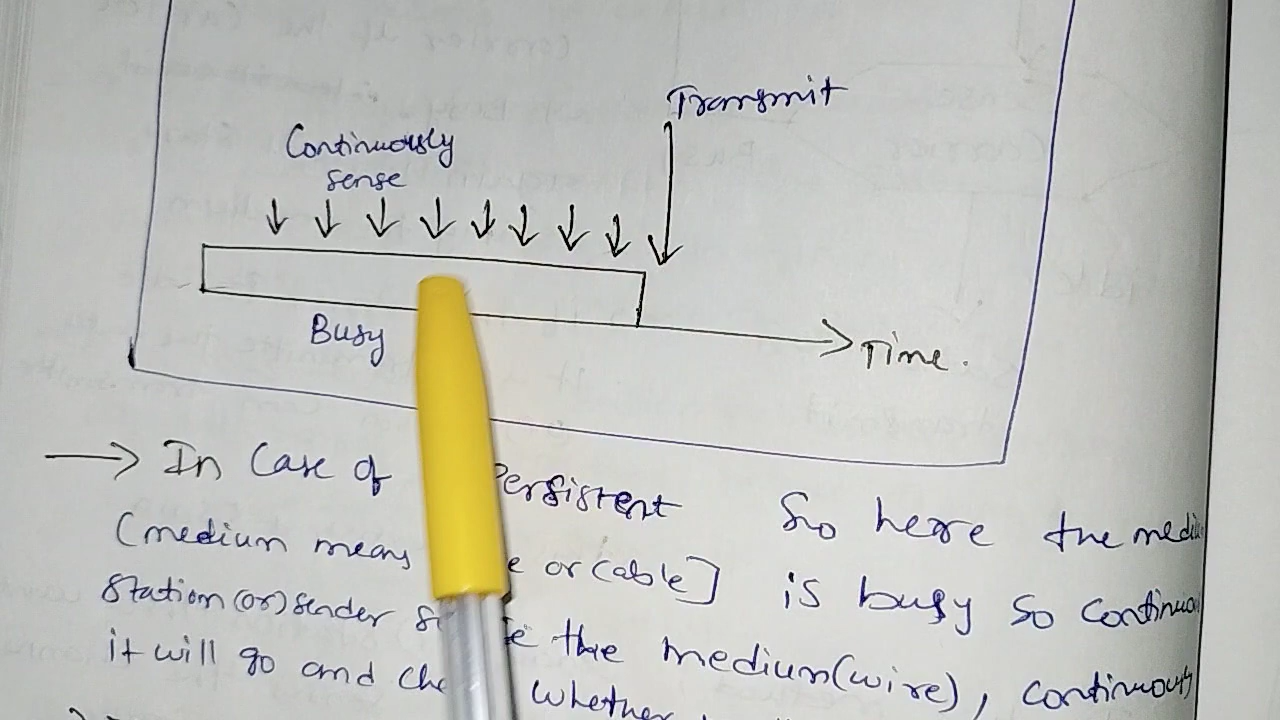 Transmit
Continuously
sense
Busy
Time.
→ In Case of Persistent So here the
(medium means or Cable] is busy so
Station(or)sender the medium(wire), continuously
it will go and whether